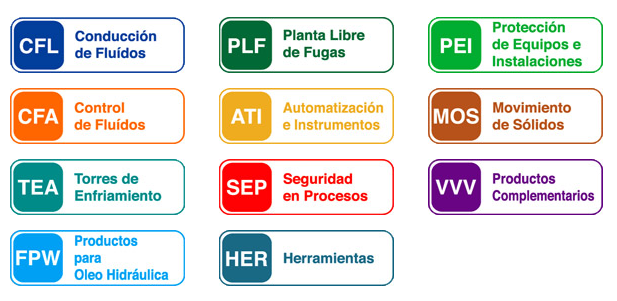 CFL
Conducción
de Fluídos
PLF
Planta Libre
de Fugas
PEI
Protección
de Equipos e
Instalaciones
CFA
Control
de Fluídos
ATI
Automatización
e Instrumentos
MOS
Movimiento
de Sólidos
TEA
Torres de
Enfriamiento
SEP
Seguridad
en Procesos
VVV
Productos
Complementarios
FPW
Productos
para
Oleo Hidráulica
HER
Herramientas